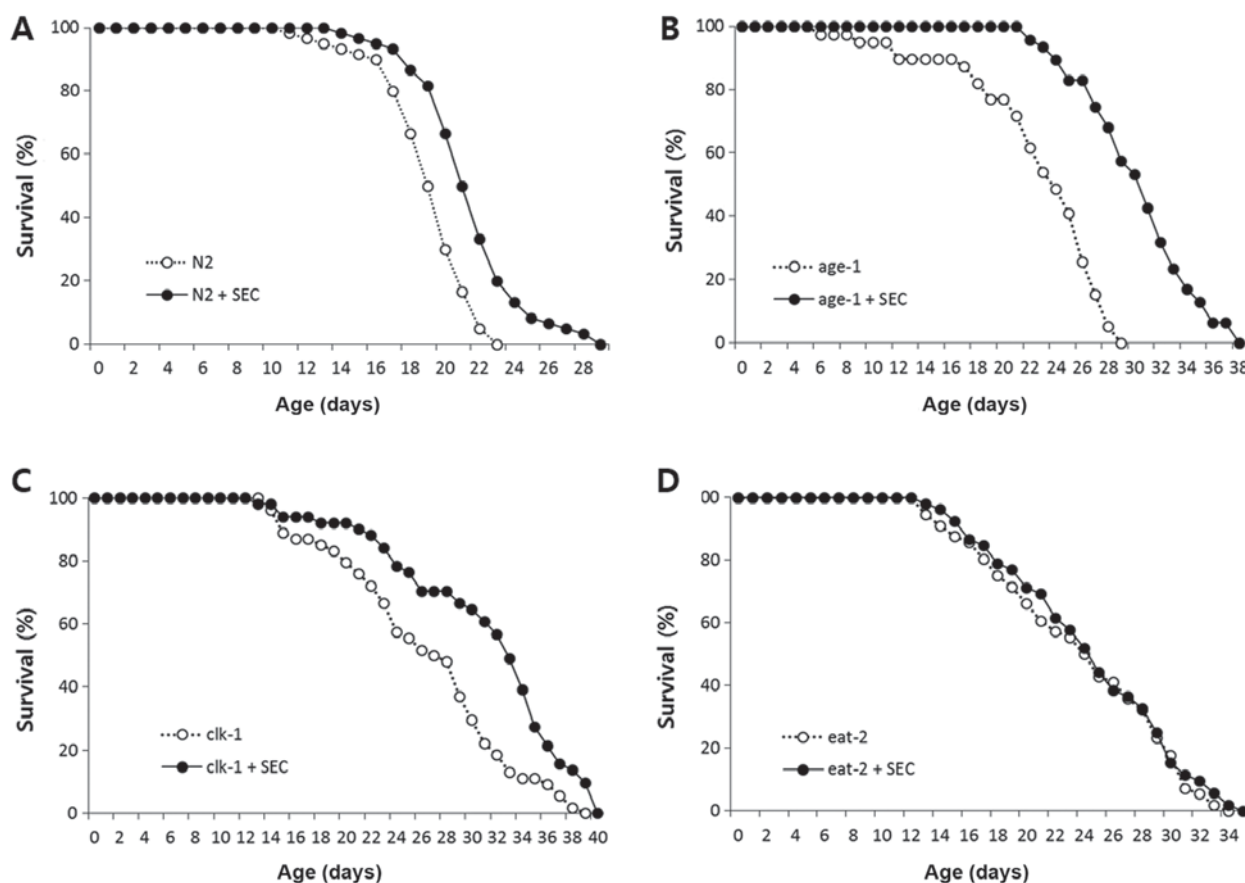 A
Survival (%)
100
80
60
40
20
0
N2
N2 + SEC
0 2 4 6 8 10 12 14 16 18 20 22 24 26 28
Age (days)
B
Survival (%)
100
80
60
40
20
0
age-1
age-1 + SEC
0 2 4 6 8 10 12 14 16 18 20 22 24 26 28 30 32 34 36 38
Age (days)
C
Survival (%)
100
80
60
40
20
0
clk-1
clk-1 + SEC
0 2 4 6 8 10 12 14 16 18 20 22 24 26 28 30 32 34 36 38 40
Age (days)
D
Survival (%)
00
80
60
40
20
0
eat-2
eat-2 + SEC
0 2 4 6 8 10 12 14 16 18 20 22 24 26 28 30 32 34
Age (days)